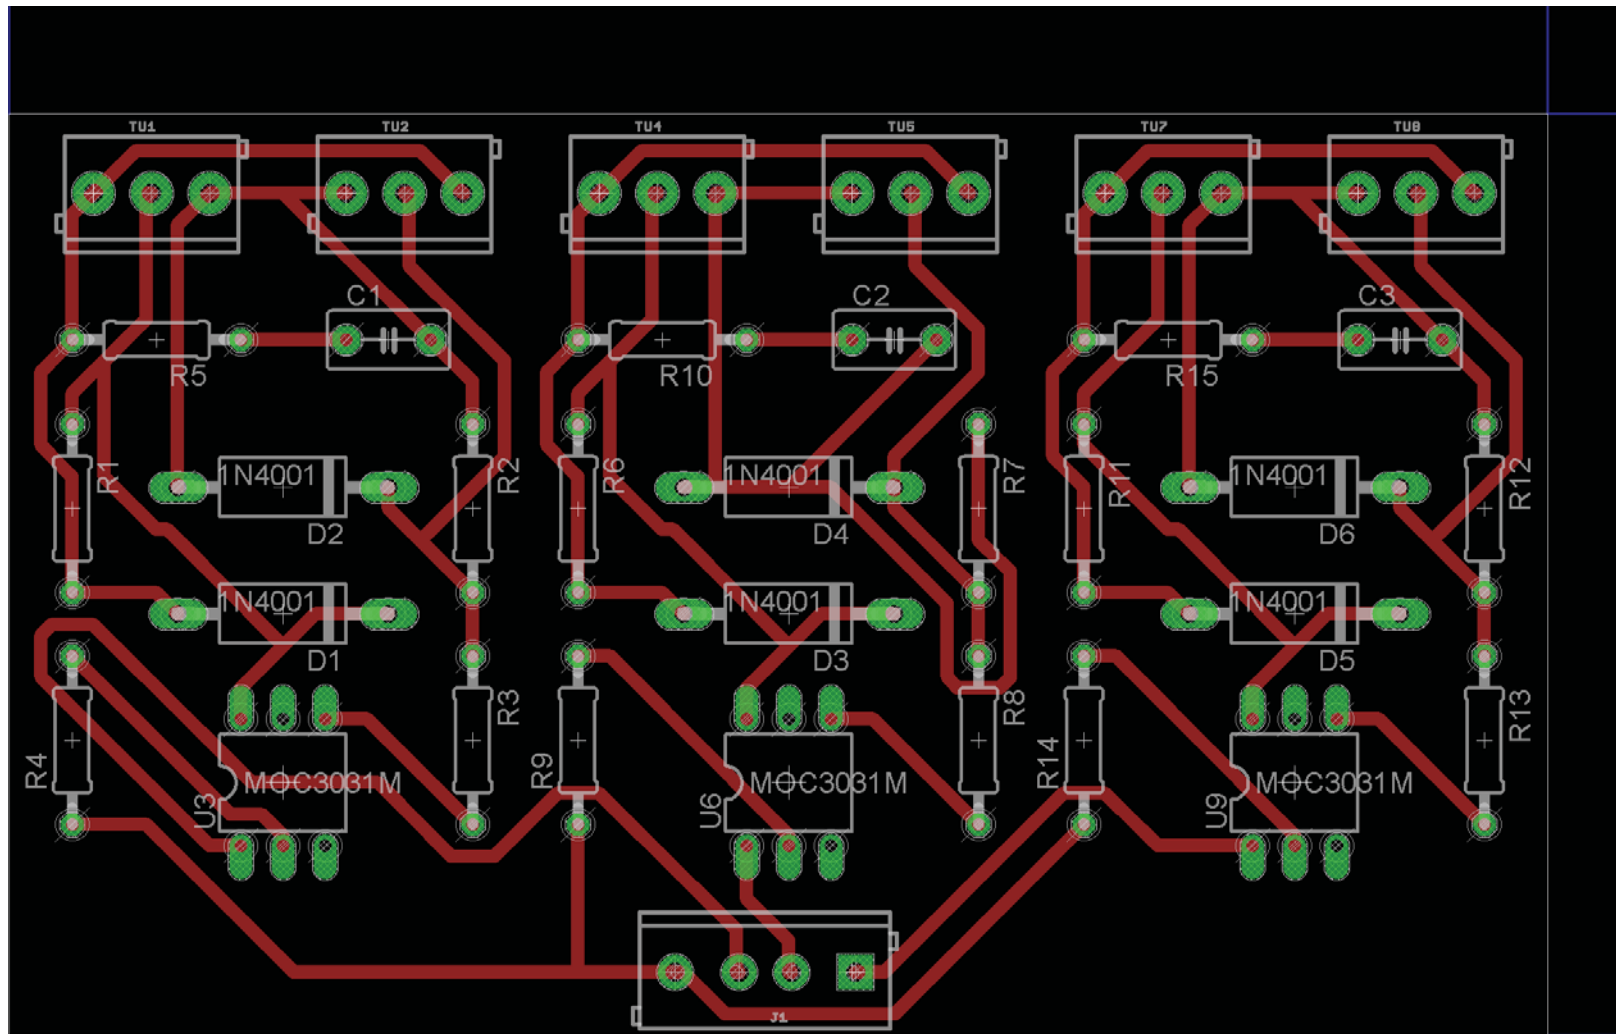 TU1 TU2 TU4 TU5 TU7 TU8
C1 C2 C3
R5 R10 R15
R1 1N4001 R2 R6 1N4001 R7 R11 1N4001 R12
D2 D4 D6
1N4001 1N4001 1N4001
D1 D3 D5
R3 R8 R13
R4 MOC3031M R9 MOC3031M R14 MOC3031M
U3 U6 U9
J1